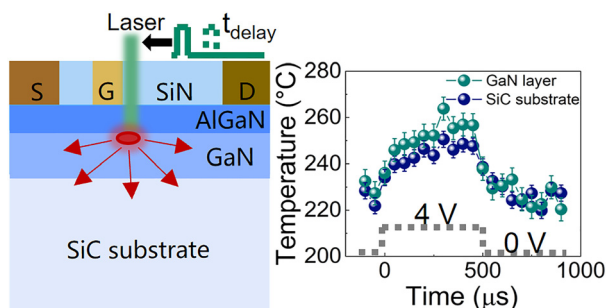 Laser
t_delay
S
G
SiN
D
AlGaN
GaN
SiC substrate
Temperature (°C)
280
260
240
220
200
GaN layer
SiC substrate
4 V
0 V
0
500
1000
Time (μs)